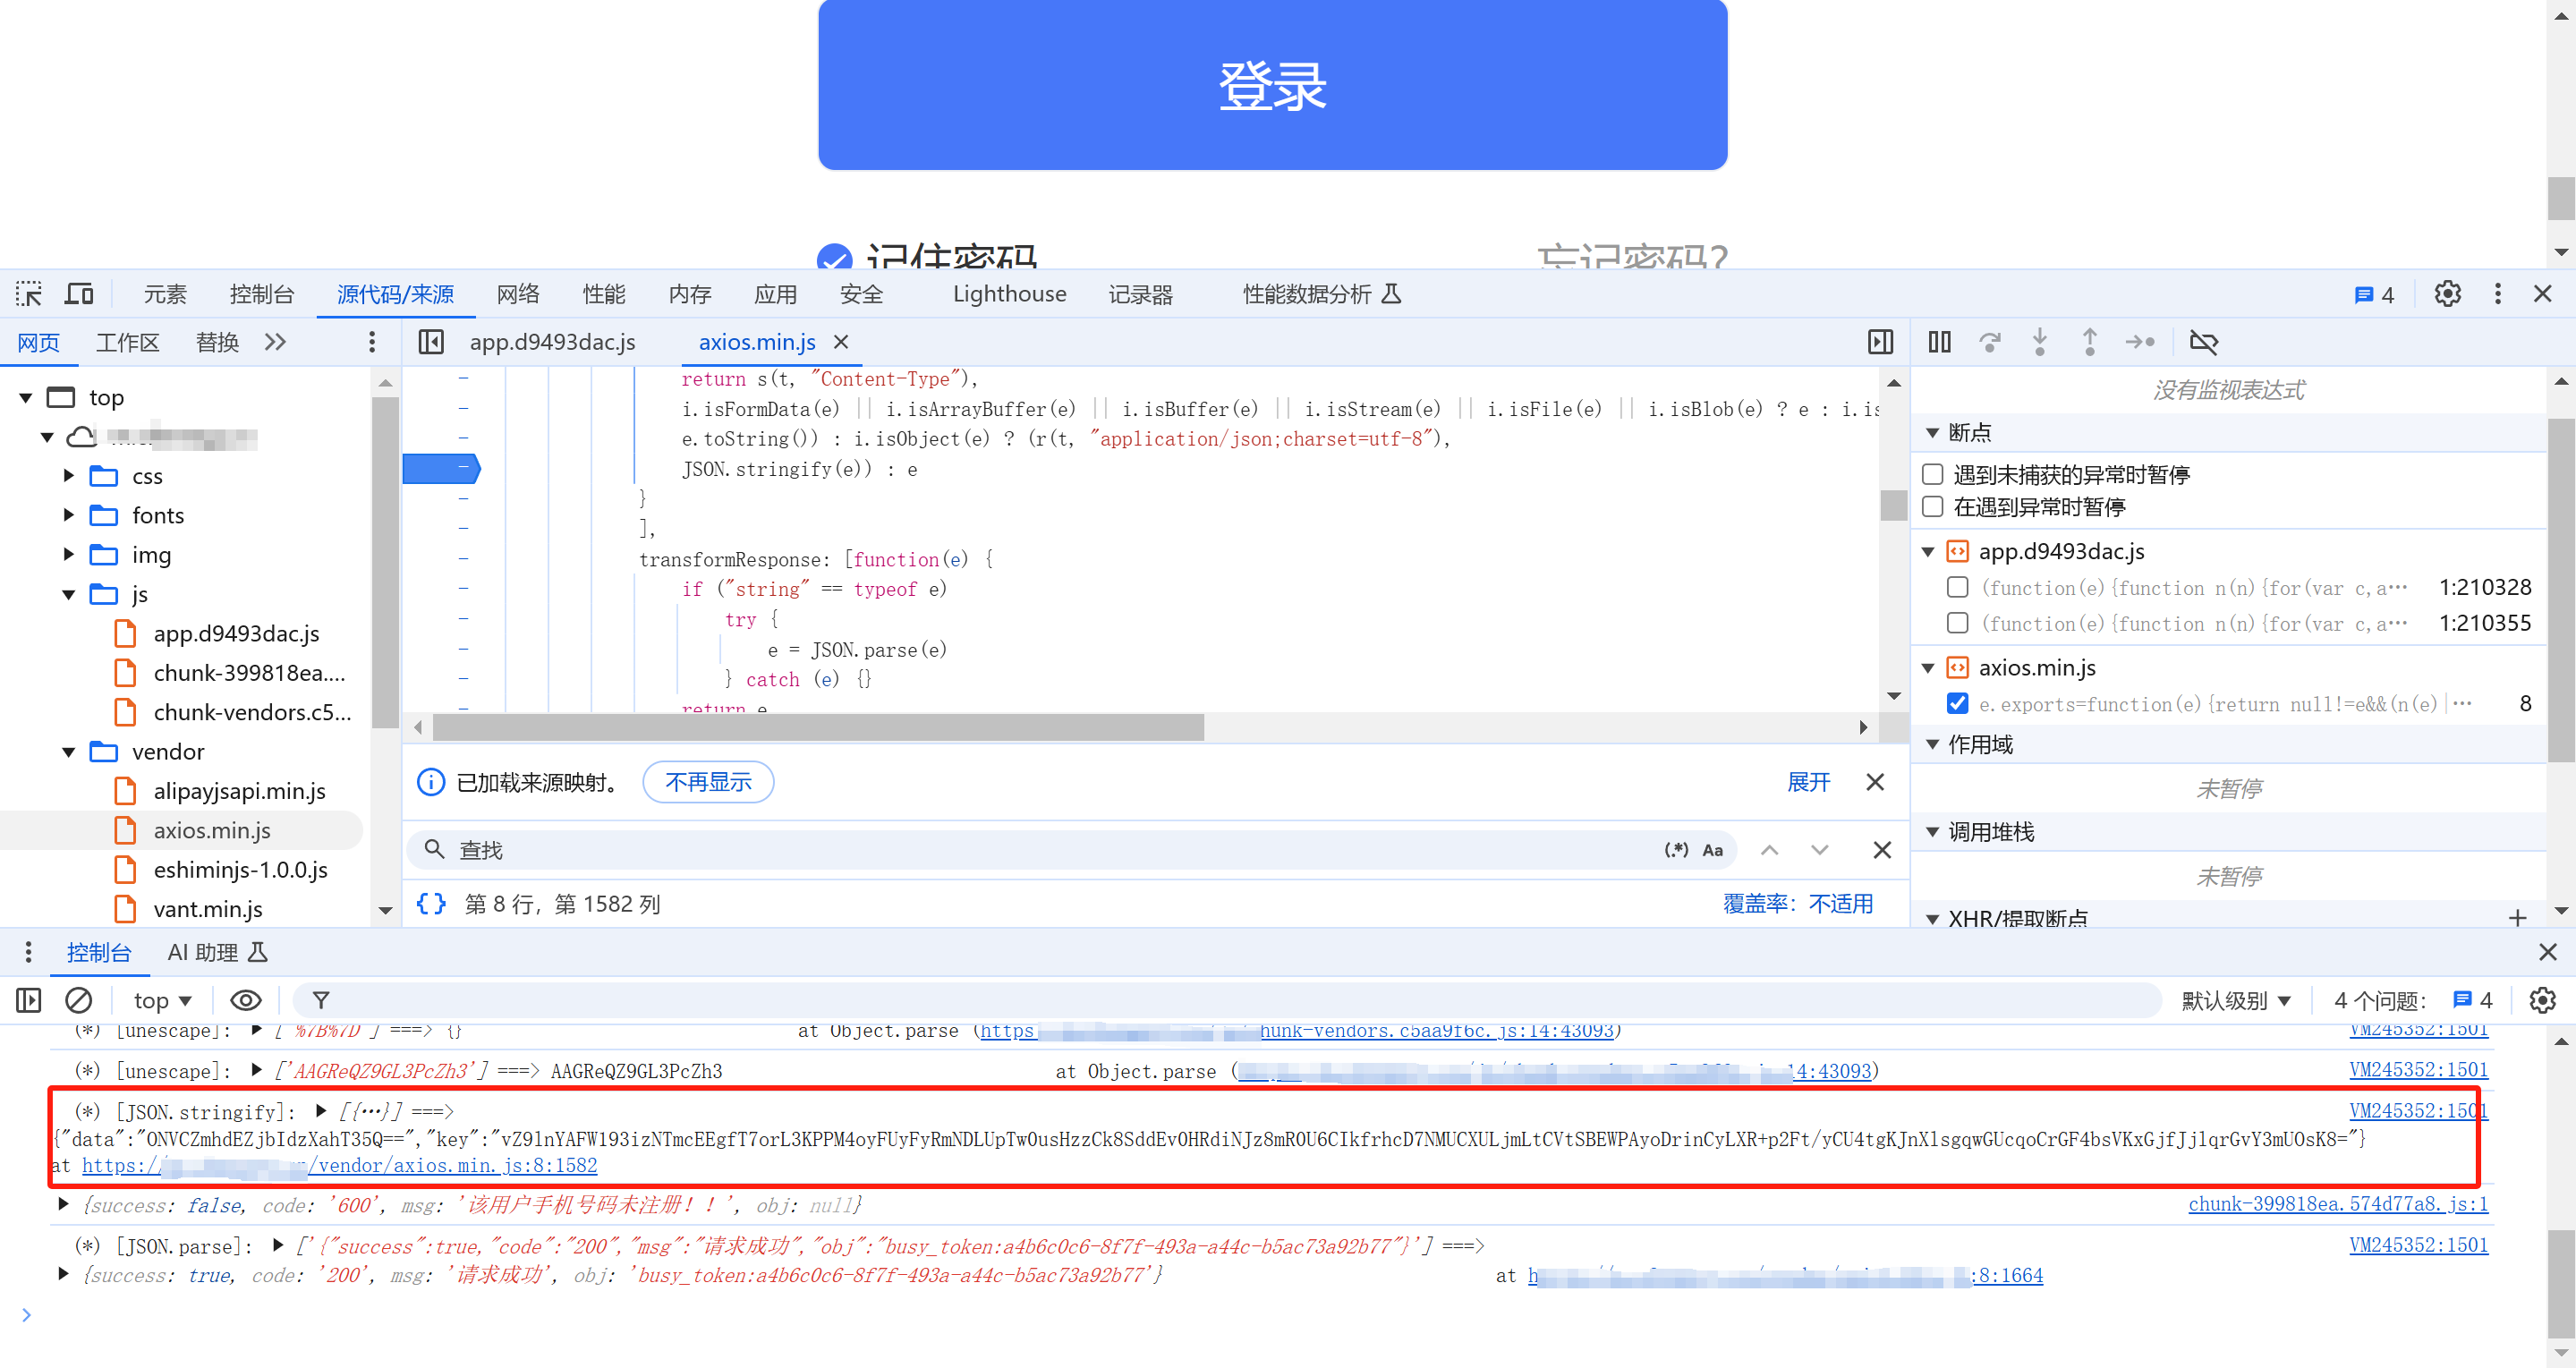 登录
记住密码
忘记密码?
元素 控制台 源代码/来源 网络 性能 内存 应用 安全 Lighthouse 记录器 性能数据分析 4
网页 工作区 替换
app.d9493dac.js axios.min.js
top
css
fonts
img
js
app.d9493dac.js
chunk-399818ea....
chunk-vendors.c5...
vendor
alipayjsapi.min.js
axios.min.js
eshiminjs-1.0.0.js
vant.min.js
return s(t, "Content-Type"),
i.isFormData(e) || i.isArrayBuffer(e) || i.isBuffer(e) || i.isStream(e) || i.isFile(e) || i.isBlob(e) ? e : i.is
e.toString()) : i.isObject(e) ? (r(t, "application/json;charset=utf-8"),
JSON.stringify(e)) : e
}
],
transformResponse: [function(e) {
if ("string" == typeof e)
try {
e = JSON.parse(e)
} catch (e) {}
return e
已加载来源映射。 不再显示 展开
查找 (.*) Aa
{} 第 8 行，第 1582 列 覆盖率：不适用
没有监视表达式
断点
遇到未捕获的异常时暂停
在遇到异常时暂停
app.d9493dac.js
(function(e){function n(n){for(var c,a… 1:210328
(function(e){function n(n){for(var c,a… 1:210355
axios.min.js
e.exports=function(e){return null!=e&&(n(e)|… 8
作用域
未暂停
调用堆栈
未暂停
XHR/提取断点
控制台 AI 助理
top 默认级别 4 个问题： 4
(*) [unescape]: ['%7B%7D'] ===> {} at Object.parse (https hunk-vendors.c5aa9f6c.js:14:43093) VM245352:1501
(*) [unescape]: ['AAGReQZ9GL3PcZh3'] ===> AAGReQZ9GL3PcZh3 at Object.parse ( 14:43093) VM245352:1501
(*) [JSON.stringify]: [{…}] ===> VM245352:1501
{"data":"ONVCZmhdEZjbIdzXahT35Q==","key":"vZ9lnYAFW193izNTmcEEgfT7orL3KPPM4oyFUyFyRmNDLUpTwOusHzzCk8SddEvOHRdiNJz8mROU6CIkfrhcD7NMUCXULjmLtCVtSBEWPAyoDrinCyLXR+p2Ft/yCU4tgKJnXlsgqwGUcqoCrGF4bsVKxGjfJjlqrGvY3mUOsK8="}
at https:// /vendor/axios.min.js:8:1582
{success: false, code: '600', msg: '该用户手机号码未注册！！', obj: null} chunk-399818ea.574d77a8.js:1
(*) [JSON.parse]: ['{"success":true,"code":"200","msg":"请求成功","obj":"busy_token:a4b6c0c6-8f7f-493a-a44c-b5ac73a92b77"}'] ===> VM245352:1501
{success: true, code: '200', msg: '请求成功', obj: 'busy_token:a4b6c0c6-8f7f-493a-a44c-b5ac73a92b77'} at h :8:1664